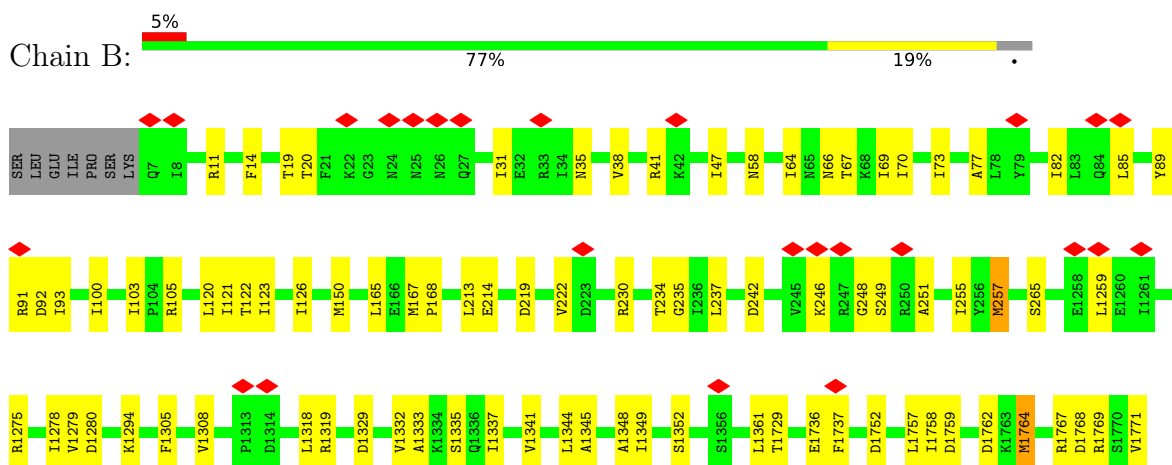 5%
Chain B:
77% 19% •
SER LEU GLU ILE PRO SER LYS Q7 I8 R11 F14 T19 T20 F21 K22 G23 N24 N25 N26 Q27 I31 E32 R33 I34 N35 V38 R41 K42 I47 N58 I64 N65 N66 T67 K68 I69 I70 I73 A77 L78 Y79 I82 L83 Q84 L85 Y89
R91 D92 I93 I100 I103 P104 R105 L120 I121 T122 I123 I126 M150 L165 E166 M167 P168 L213 E214 D219 V222 D223 R230 T234 G235 I236 L237 D242 V245 K246 R247 G248 S249 R250 A251 I255 Y256 M257 S265 E1258 L1259 E1260 I1261
R1275 I1278 V1279 D1280 K1294 F1305 V1308 P1313 D1314 L1318 R1319 D1329 V1332 A1333 K1334 S1335 Q1336 I1337 V1341 L1344 A1345 A1348 I1349 S1352 S1356 L1361 T1729 E1736 F1737 D1752 L1757 I1758 D1759 D1762 K1763 M1764 R1767 D1768 R1769 S1770 V1771